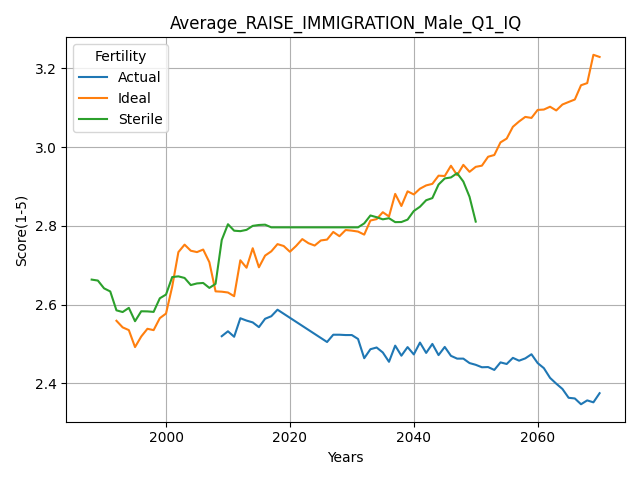 Average_RAISE_IMMIGRATION_Male_Q1_IQ
Fertility
Actual
Ideal
Sterile
Score(1-5)
3.2
3.0
2.8
2.6
2.4
2000
2020
2040
2060
Years